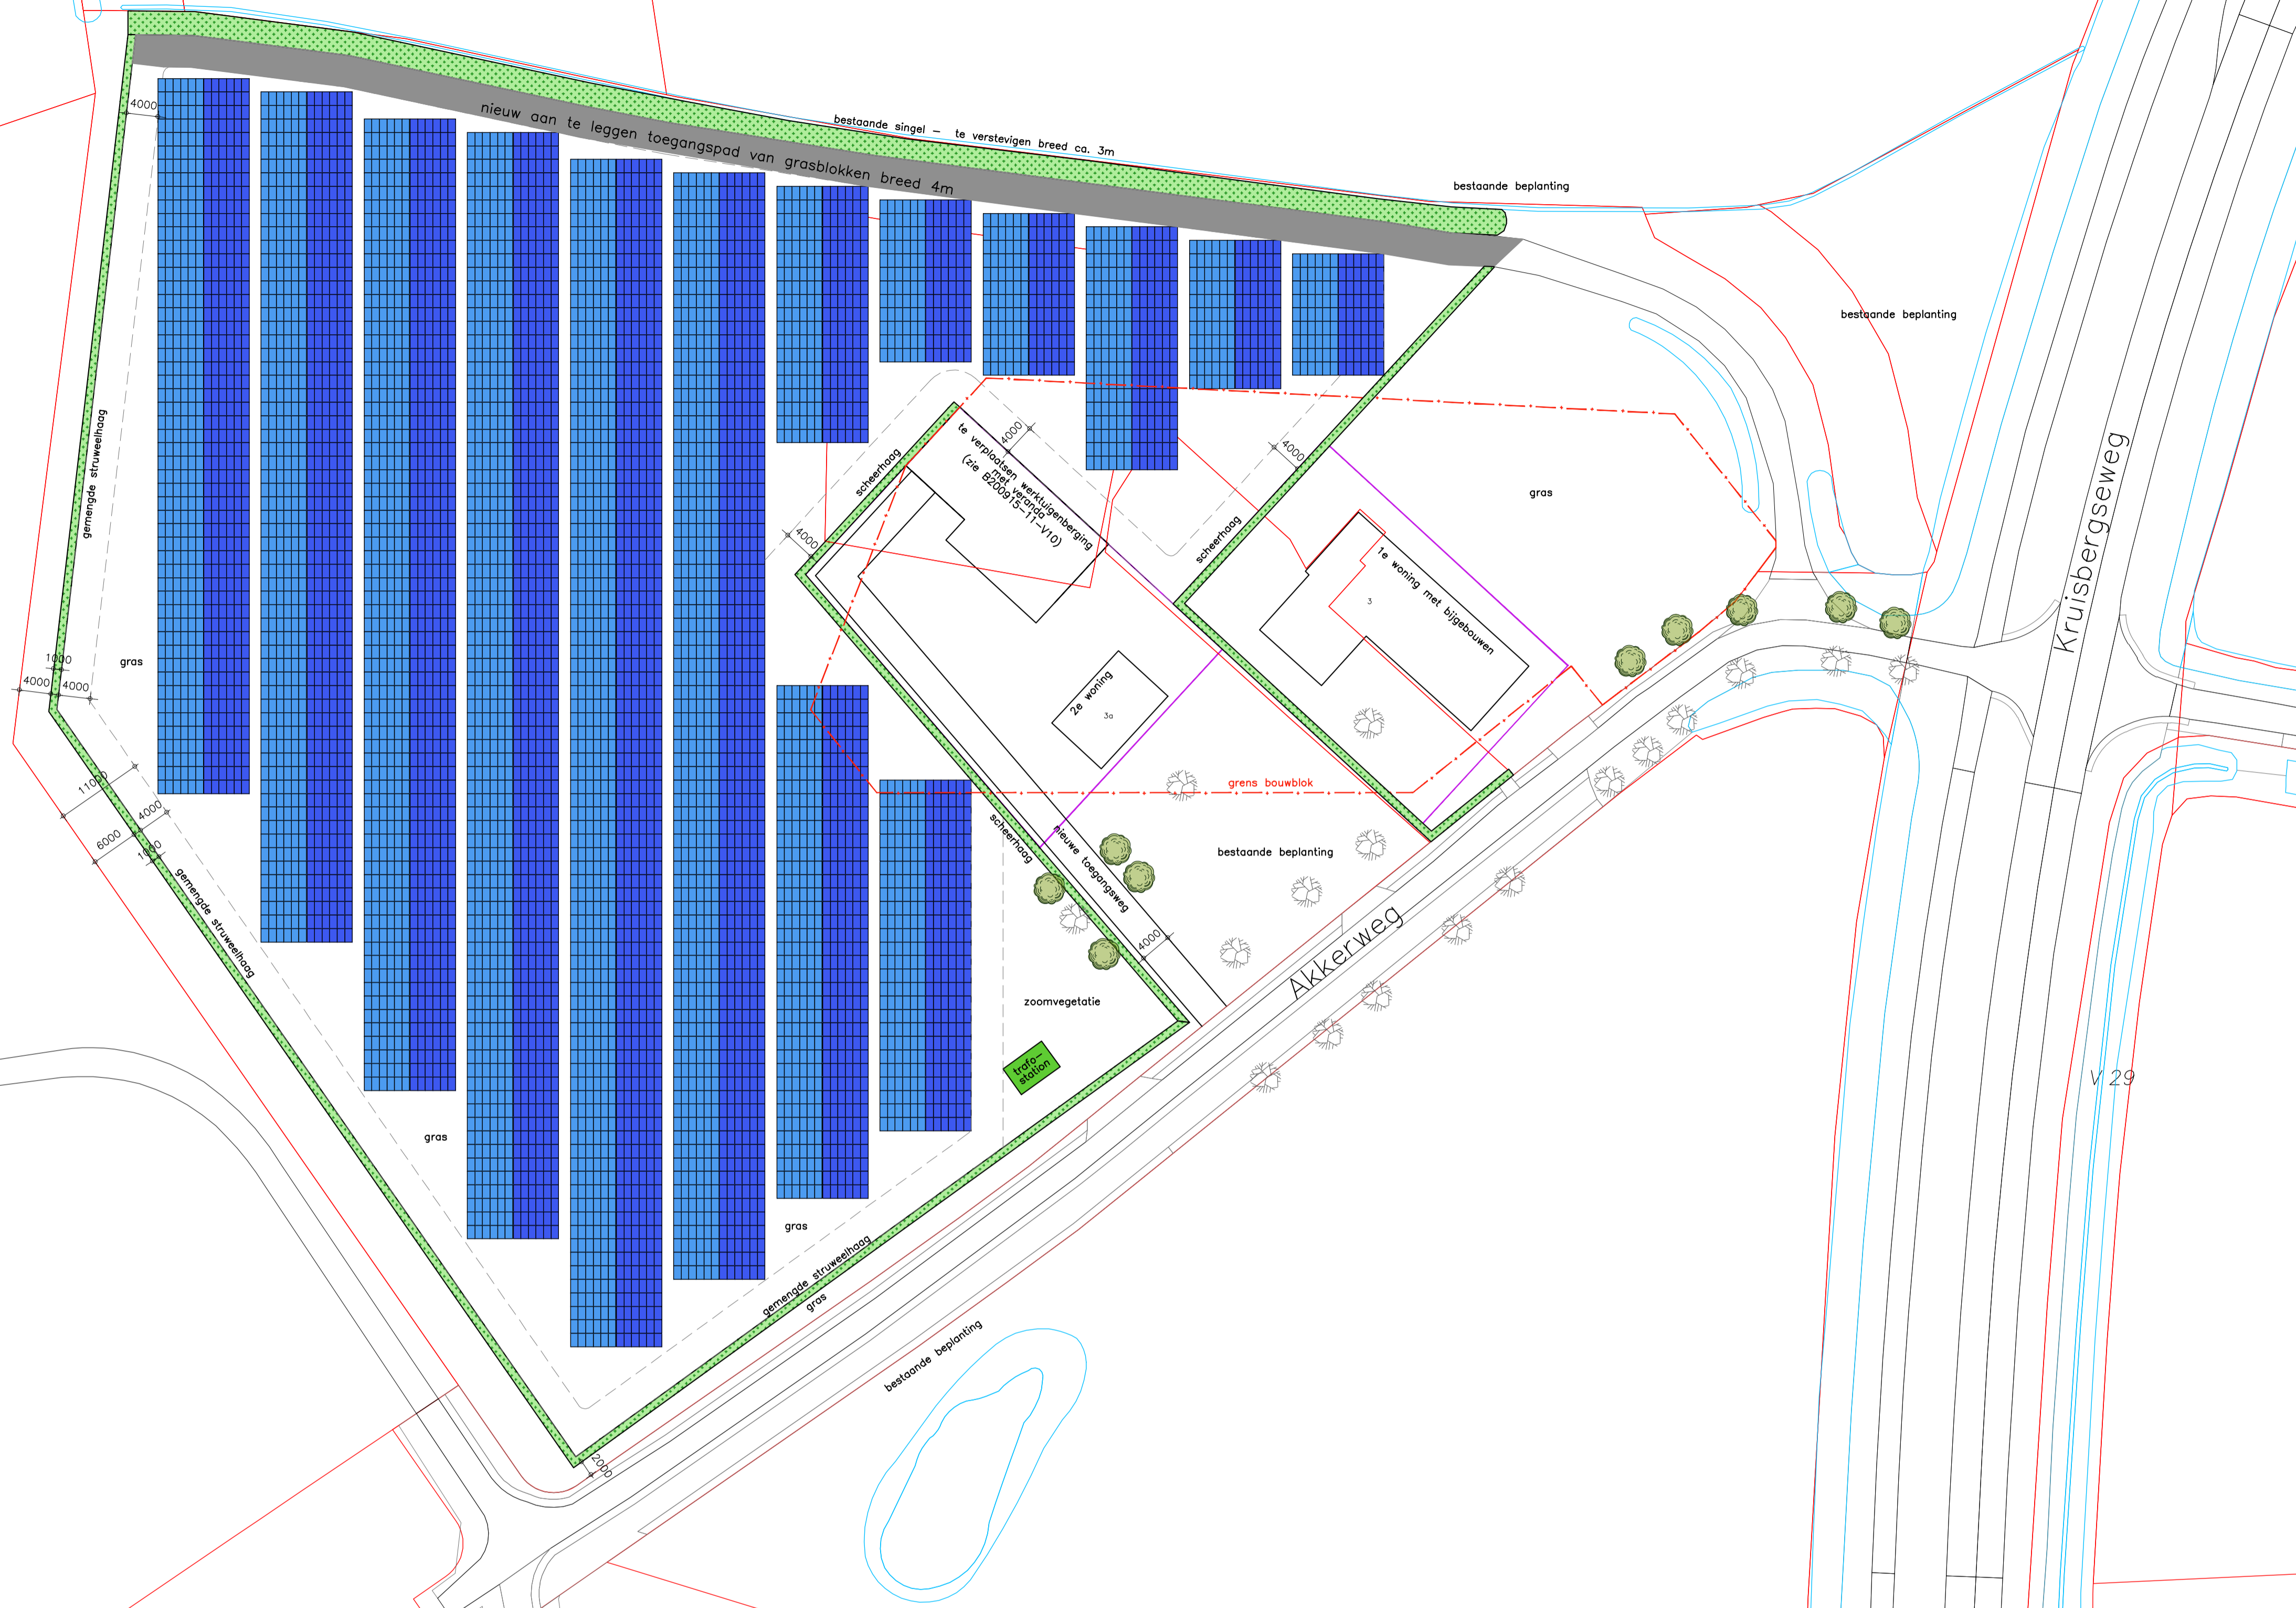 bestaande singel – te verstevigen breed ca. 3m
nieuw aan te leggen toegangspad van grasblokken breed 4m
bestaande beplanting
bestaande beplanting
Kruisbergseweg
4000
gemengde struweelhaag
scheerhaag
4000
te verplaatsen werktuigenberging
met veranda
(zie B200915-11-V10)
4000
4000
scheerhaag
gras
1e woning met bijgebouwen
3
gras
1000
4000
4000
2e woning
3a
11000
4000
6000
1000
grens bouwblok
gemengde struweelhaag
scheerhaag
nieuwe toegangsweg
bestaande beplanting
4000
Akkerweg
zoomvegetatie
trafo–
station
V 29
gras
gras
gemengde struweelhaag
gras
bestaande beplanting
2000